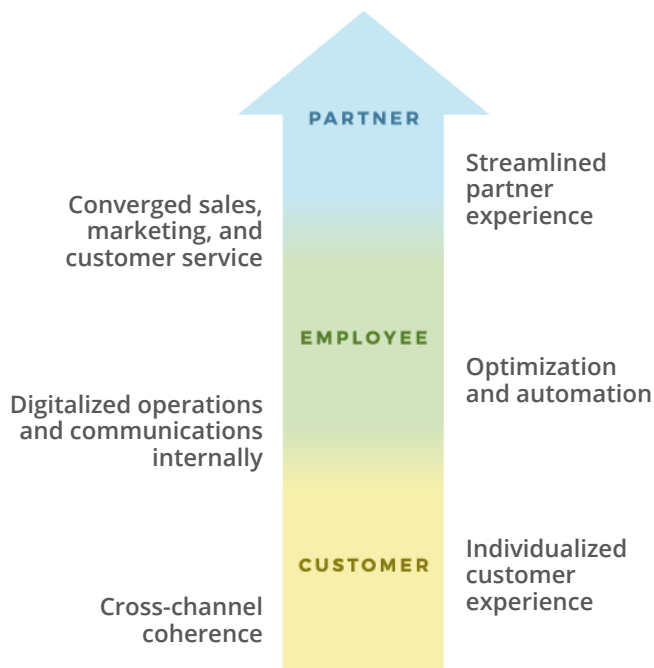 PARTNER
Streamlined
partner
experience
Converged sales,
marketing, and
customer service
EMPLOYEE
Optimization
and automation
Digitalized operations
and communications
internally
CUSTOMER
Individualized
customer
experience
Cross-channel
coherence